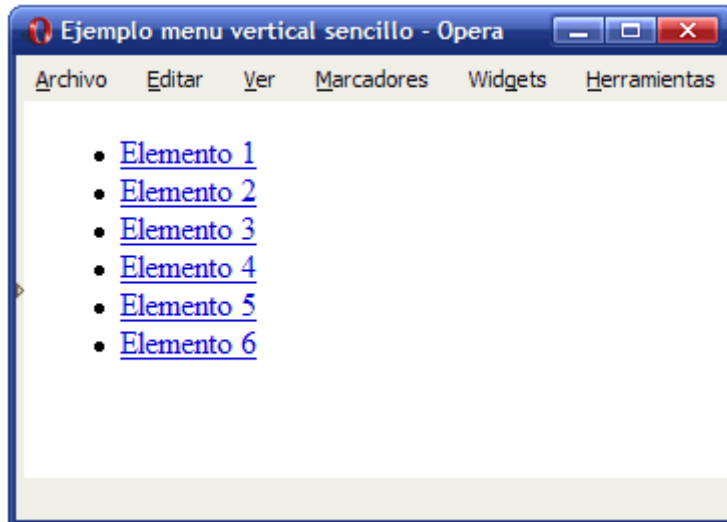 Ejemplo menu vertical sencillo - Opera
Archivo Editar Ver Marcadores Widgets Herramientas
Elemento 1
Elemento 2
Elemento 3
Elemento 4
Elemento 5
Elemento 6